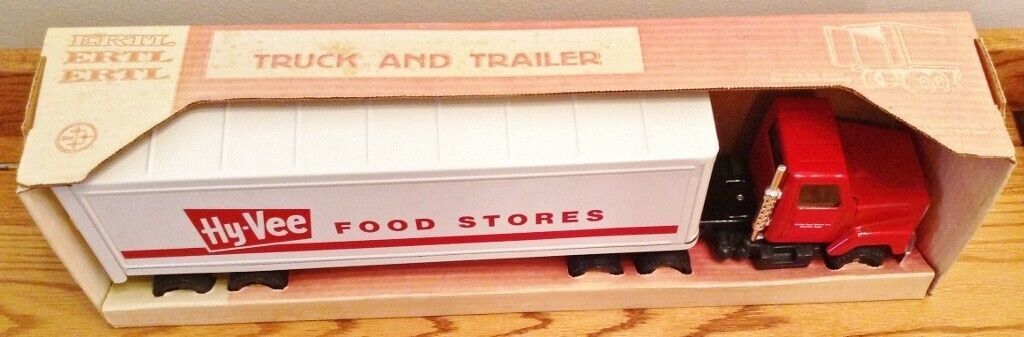 ERTL
ERTL
ERTL
TRUCK AND TRAILER
Hy-Vee FOOD STORES